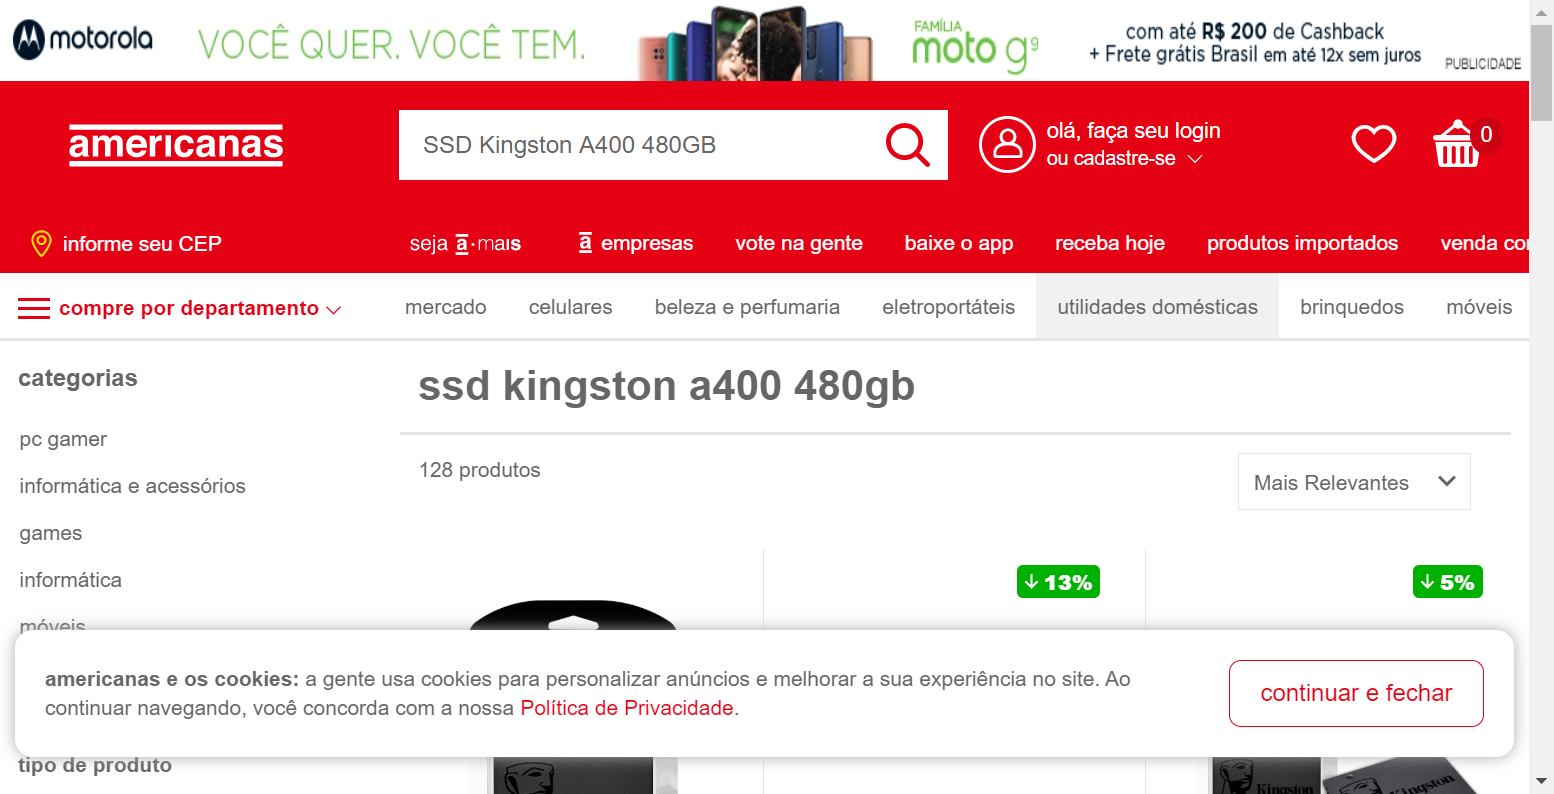 motorola
VOCÊ QUER. VOCÊ TEM.
FAMÍLIA
moto g9
com até R$ 200 de Cashback
+ Frete grátis Brasil em até 12x sem juros
PUBLICIDADE
americanas
SSD Kingston A400 480GB
olá, faça seu login
ou cadastre-se
0
informe seu CEP
seja a·mais
a empresas
vote na gente
baixe o app
receba hoje
produtos importados
venda co
compre por departamento
mercado
celulares
beleza e perfumaria
eletroportáteis
utilidades domésticas
brinquedos
móveis
categorias
pc gamer
informática e acessórios
games
informática
móveis
tipo de produto
ssd kingston a400 480gb
128 produtos
Mais Relevantes
13%
5%
americanas e os cookies: a gente usa cookies para personalizar anúncios e melhorar a sua experiência no site. Ao
continuar navegando, você concorda com a nossa Política de Privacidade.
continuar e fechar
Kingston
Kingston